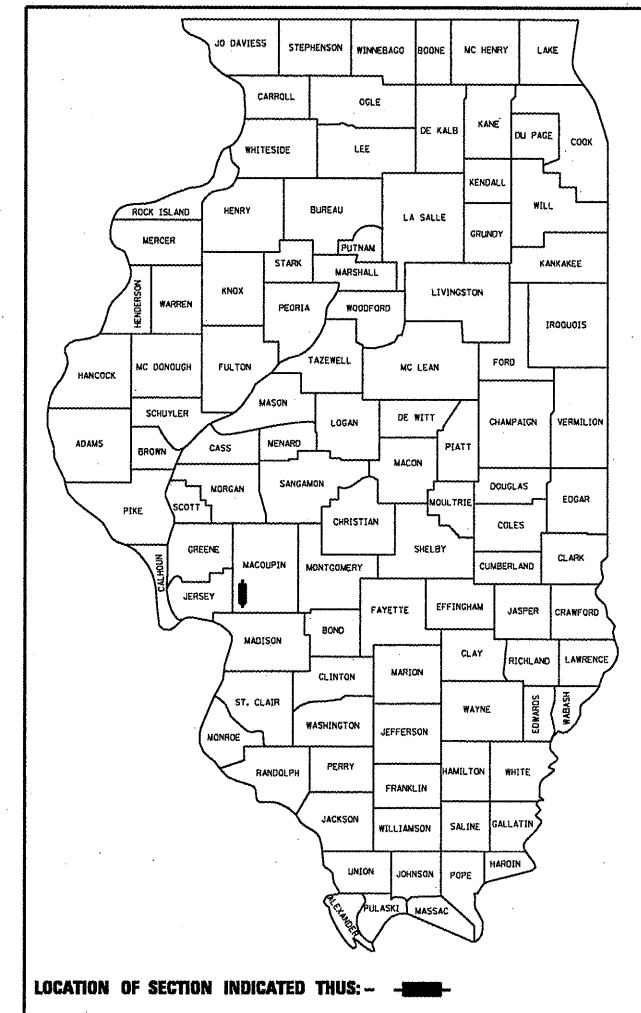 JO DAVIESS STEPHENSON WINNEBAGO BOONE MC HENRY LAKE
CARROLL OGLE
DE KALB KANE DU PAGE COOK
WHITESIDE LEE
KENDALL WILL
ROCK ISLAND HENRY BUREAU LA SALLE
MERCER PUTNAM GRUNDY
STARK MARSHALL KANKAKEE
HENDERSON WARREN KNOX PEORIA WOODFORD LIVINGSTON
IROQUOIS
HANCOCK MC DONOUGH FULTON TAZEWELL MC LEAN FORD
SCHUYLER MASON
ADAMS BROWN CASS MENARD LOGAN DE WITT PIATT CHAMPAIGN VERMILION
MACON
PIKE SCOTT MORGAN SANGAMON MOULTRIE DOUGLAS EDGAR
CHRISTIAN COLES
CALHOUN GREENE MACOUPIN MONTGOMERY SHELBY CUMBERLAND CLARK
JERSEY FAYETTE EFFINGHAM JASPER CRAWFORD
MADISON BOND
CLAY RICHLAND LAWRENCE
CLINTON MARION
ST. CLAIR WAYNE EDWARDS WABASH
MONROE WASHINGTON JEFFERSON
RANDOLPH PERRY HAMILTON WHITE
FRANKLIN
JACKSON WILLIAMSON SALINE GALLATIN
UNION JOHNSON POPE HARDIN
ALEXANDER PULASKI MASSAC
LOCATION OF SECTION INDICATED THUS: -